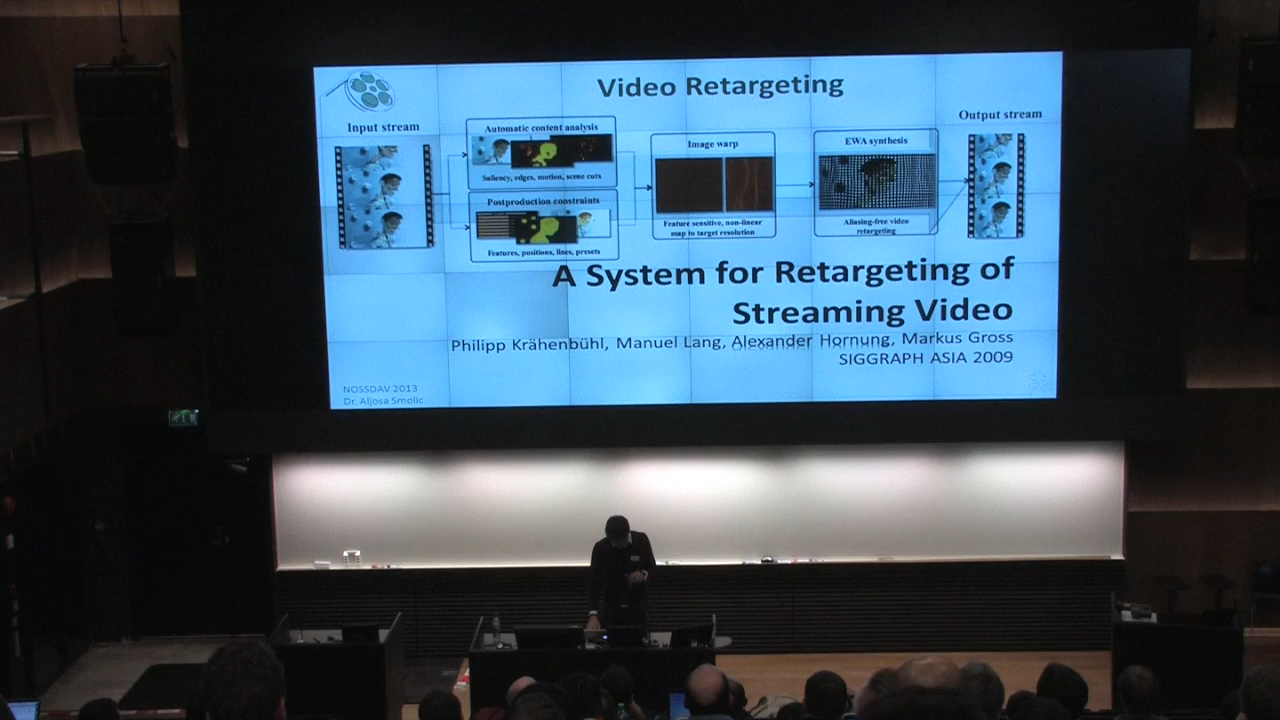 Video Retargeting
Input stream
Automatic content analysis
Saliency, edges, motion, scene cuts
Postproduction constraints
Features, positions, lines, presets
Image warp
Feature sensitive, non-linear
map to target resolution
EWA synthesis
Aliasing-free video
retargeting
Output stream
A System for Retargeting of
Streaming Video
Philipp Krähenbühl, Manuel Lang, Alexander Hornung, Markus Gross
SIGGRAPH ASIA 2009
NOSSDAV 2013
Dr. Aljosa Smolic